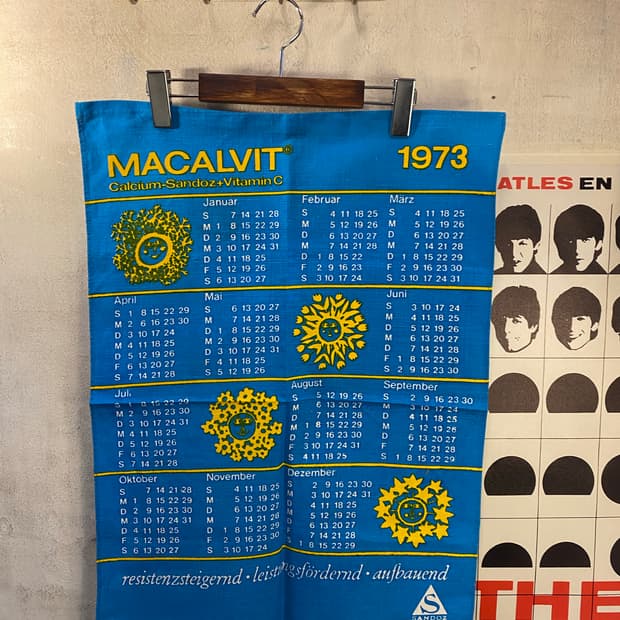 MACALVIT®
1973
Calcium-Sandoz+Vitamin C
Januar
S 7 14 21 28
M 1 8 15 22 29
D 2 9 16 23 30
M 3 10 17 24 31
D 4 11 18 25
F 5 12 19 26
S 6 13 20 27
Februar
S 4 11 18 25
M 5 12 19 26
D 6 13 20 27
M 7 14 21 28
D 1 8 15 22
F 2 9 16 23
S 3 10 17 24
März
S 4 11 18 25
M 5 12 19 26
D 6 13 20 27
M 7 14 21 28
D 1 8 15 22 29
F 2 9 16 23 30
S 3 10 17 24 31
April
S 1 8 15 22 29
M 2 9 16 23 30
D 3 10 17 24
M 4 11 18 25
D 5 12 19 26
F 6 13 20 27
S 7 14 21 28
Mai
S 6 13 20 27
M 7 14 21 28
D 1 8 15 22 29
M 2 9 16 23 30
D 3 10 17 24 31
F 4 11 18 25
S 5 12 19 26
Juni
S 3 10 17 24
M 4 11 18 25
D 5 12 19 26
M 6 13 20 27
D 7 14 21 28
F 1 8 15 22 29
S 2 9 16 23 30
Juli
S 1 8 15 22 29
M 2 9 16 23 30
D 3 10 17 24 31
M 4 11 18 25
D 5 12 19 26
F 6 13 20 27
S 7 14 21 28
August
S 5 12 19 26
M 6 13 20 27
D 7 14 21 28
M 1 8 15 22 29
D 2 9 16 23 30
F 3 10 17 24 31
S 4 11 18 25
September
S 2 9 16 23 30
M 3 10 17 24
D 4 11 18 25
M 5 12 19 26
D 6 13 20 27
F 7 14 21 28
S 1 8 15 22 29
Oktober
S 7 14 21 28
M 1 8 15 22 29
D 2 9 16 23 30
M 3 10 17 24 31
D 4 11 18 25
F 5 12 19 26
S 6 13 20 27
November
S 4 11 18 25
M 5 12 19 26
D 6 13 20 27
M 7 14 21 28
D 1 8 15 22 29
F 2 9 16 23 30
S 3 10 17 24
Dezember
S 2 9 16 23 30
M 3 10 17 24 31
D 4 11 18 25
M 5 12 19 26
D 6 13 20 27
F 7 14 21 28
S 1 8 15 22 29
resistenzsteigernd · leistungsfördernd · aufbauend
S
SANDOZ
ATLES EN
THE